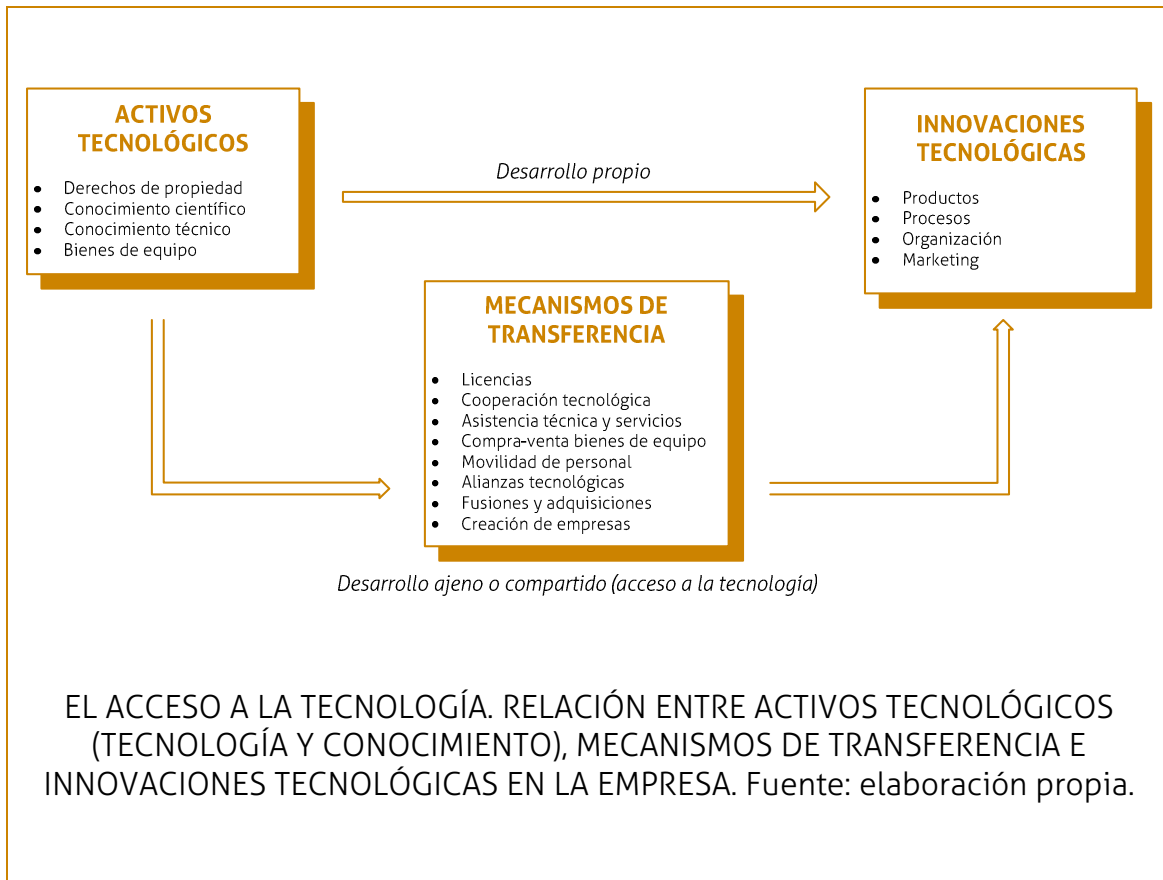 ACTIVOS
TECNOLÓGICOS
• Derechos de propiedad
• Conocimiento científico
• Conocimiento técnico
• Bienes de equipo
Desarrollo propio
INNOVACIONES
TECNOLÓGICAS
• Productos
• Procesos
• Organización
• Marketing
MECANISMOS DE
TRANSFERENCIA
• Licencias
• Cooperación tecnológica
• Asistencia técnica y servicios
• Compra-venta bienes de equipo
• Movilidad de personal
• Alianzas tecnológicas
• Fusiones y adquisiciones
• Creación de empresas
Desarrollo ajeno o compartido (acceso a la tecnología)
EL ACCESO A LA TECNOLOGÍA. RELACIÓN ENTRE ACTIVOS TECNOLÓGICOS
(TECNOLOGÍA Y CONOCIMIENTO), MECANISMOS DE TRANSFERENCIA E
INNOVACIONES TECNOLÓGICAS EN LA EMPRESA. Fuente: elaboración propia.